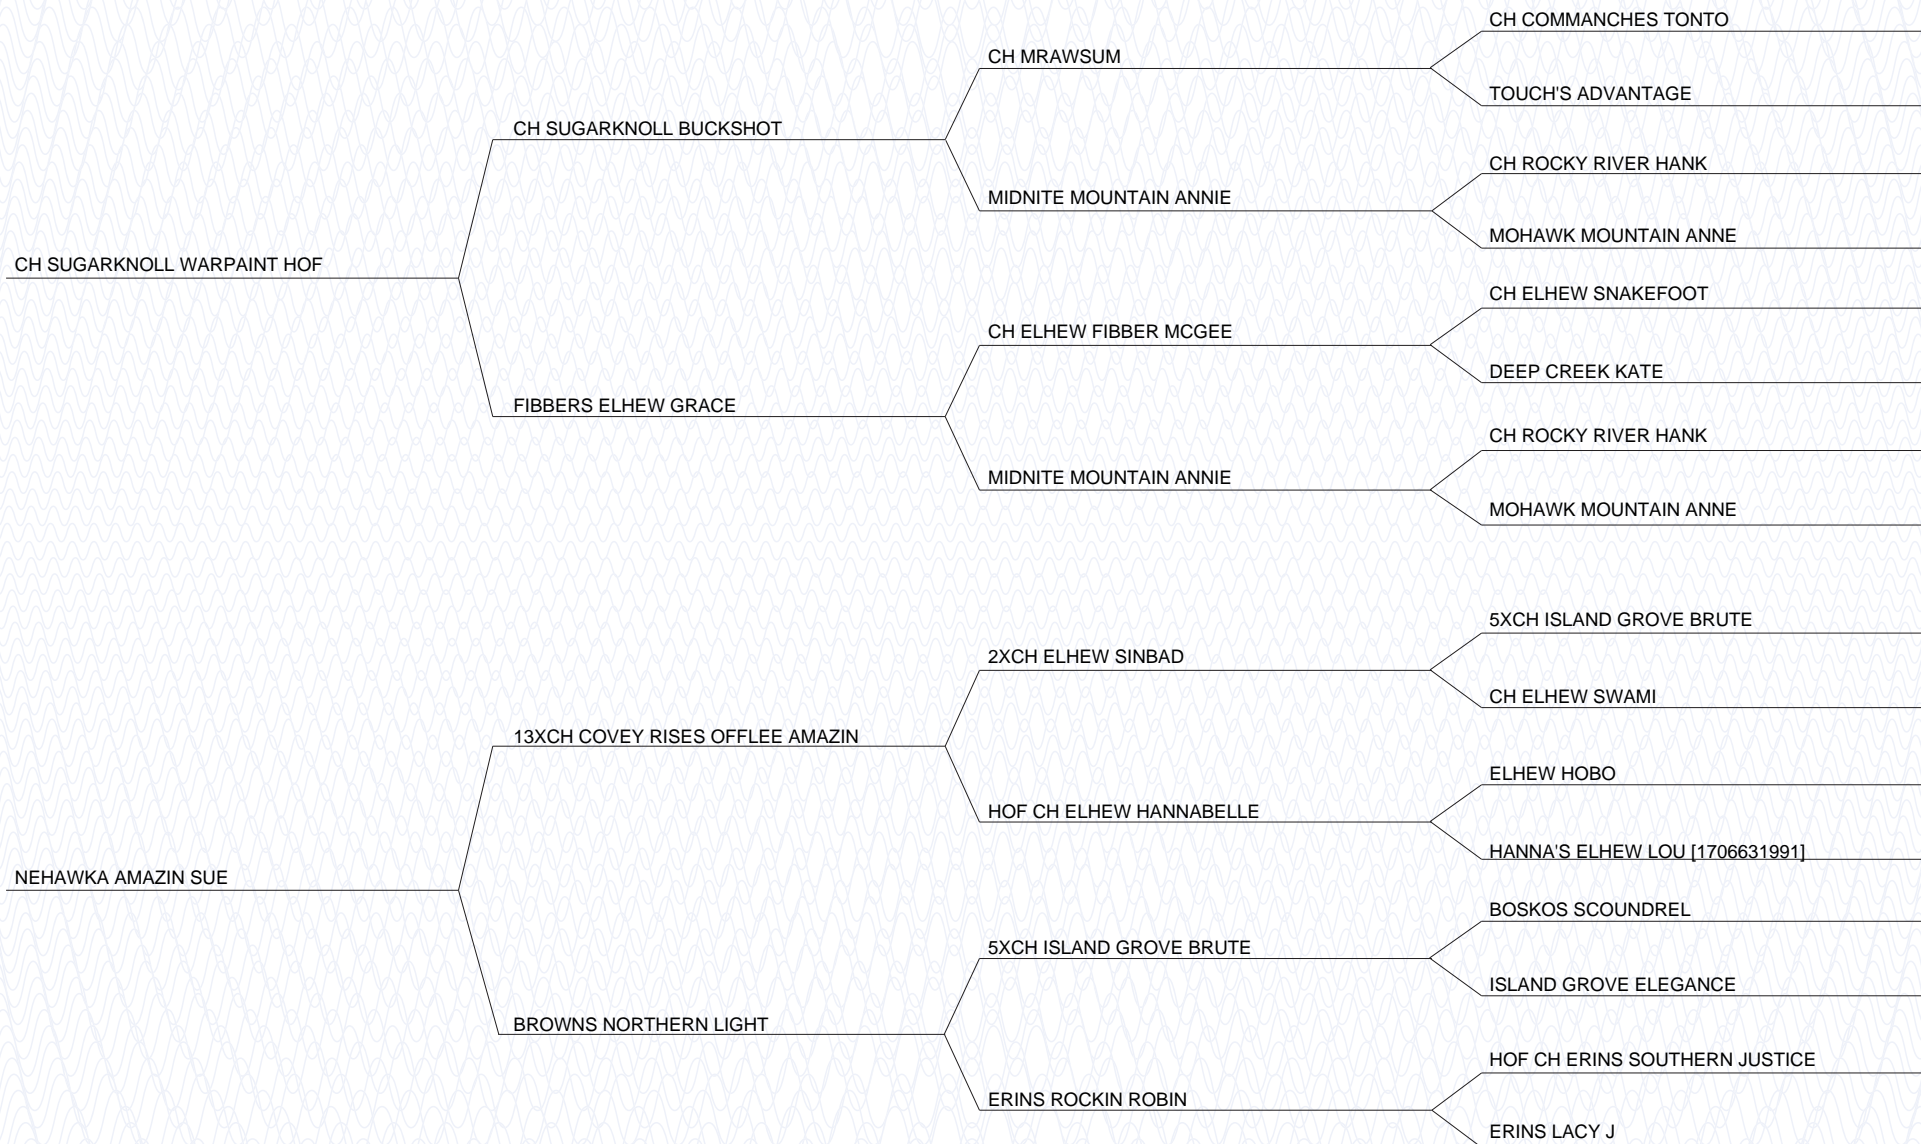 CH COMMANCHES TONTO
CH MRAWSUM
TOUCH'S ADVANTAGE
CH SUGARKNOLL BUCKSHOT
CH ROCKY RIVER HANK
MIDNITE MOUNTAIN ANNIE
MOHAWK MOUNTAIN ANNE
CH SUGARKNOLL WARPAINT HOF
CH ELHEW SNAKEFOOT
CH ELHEW FIBBER MCGEE
DEEP CREEK KATE
FIBBERS ELHEW GRACE
CH ROCKY RIVER HANK
MIDNITE MOUNTAIN ANNIE
MOHAWK MOUNTAIN ANNE
5XCH ISLAND GROVE BRUTE
2XCH ELHEW SINBAD
CH ELHEW SWAMI
13XCH COVEY RISES OFFLEE AMAZIN
ELHEW HOBO
HOF CH ELHEW HANNABELLE
HANNA'S ELHEW LOU [1706631991]
NEHAWKA AMAZIN SUE
BOSKOS SCOUNDREL
5XCH ISLAND GROVE BRUTE
ISLAND GROVE ELEGANCE
BROWNS NORTHERN LIGHT
HOF CH ERINS SOUTHERN JUSTICE
ERINS ROCKIN ROBIN
ERINS LACY J